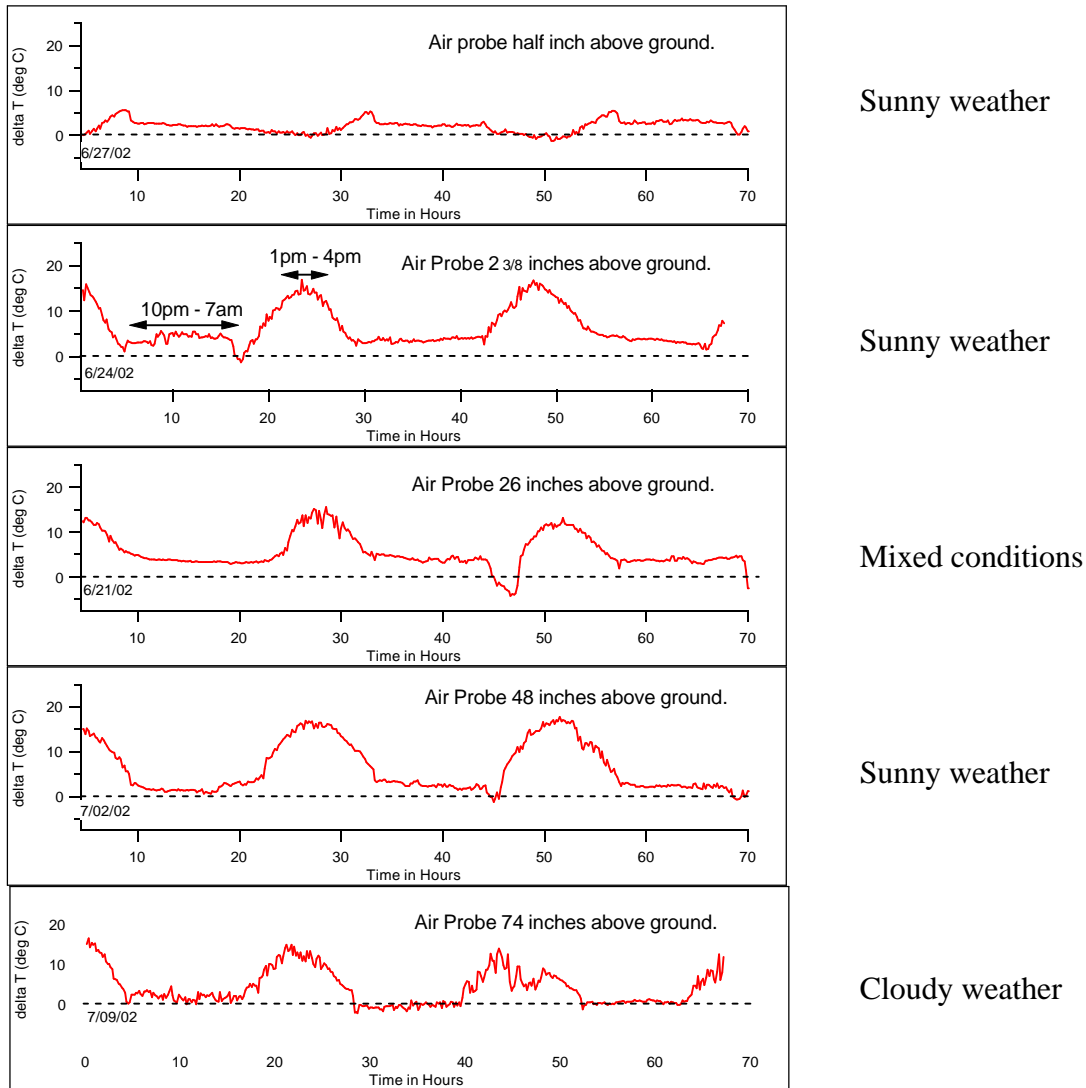 Air probe half inch above ground.
delta T (deg C)
20
10
0
6/27/02
10 20 30 40 50 60 70
Time in Hours
Sunny weather
1pm - 4pm
Air Probe 2 3/8 inches above ground.
10pm - 7am
delta T (deg C)
20
10
0
6/24/02
10 20 30 40 50 60 70
Time in Hours
Sunny weather
Air Probe 26 inches above ground.
delta T (deg C)
20
10
0
6/21/02
10 20 30 40 50 60 70
Time in Hours
Mixed conditions
Air Probe 48 inches above ground.
delta T (deg C)
20
10
0
7/02/02
10 20 30 40 50 60 70
Time in Hours
Sunny weather
Air Probe 74 inches above ground.
delta T (deg C)
20
10
0
7/09/02
0 10 20 30 40 50 60 70
Time in Hours
Cloudy weather